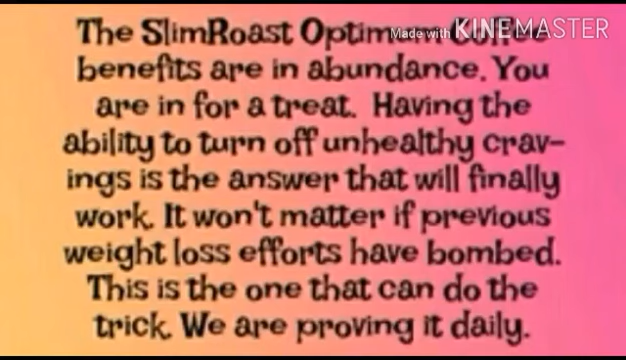 The SlimRoast Optimum Coffee
benefits are in abundance. You
are in for a treat. Having the
ability to turn off unhealthy crav-
ings is the answer that will finally
work. It won't matter if previous
weight loss efforts have bombed.
This is the one that can do the
trick. We are proving it daily.
Made with KINEMASTER